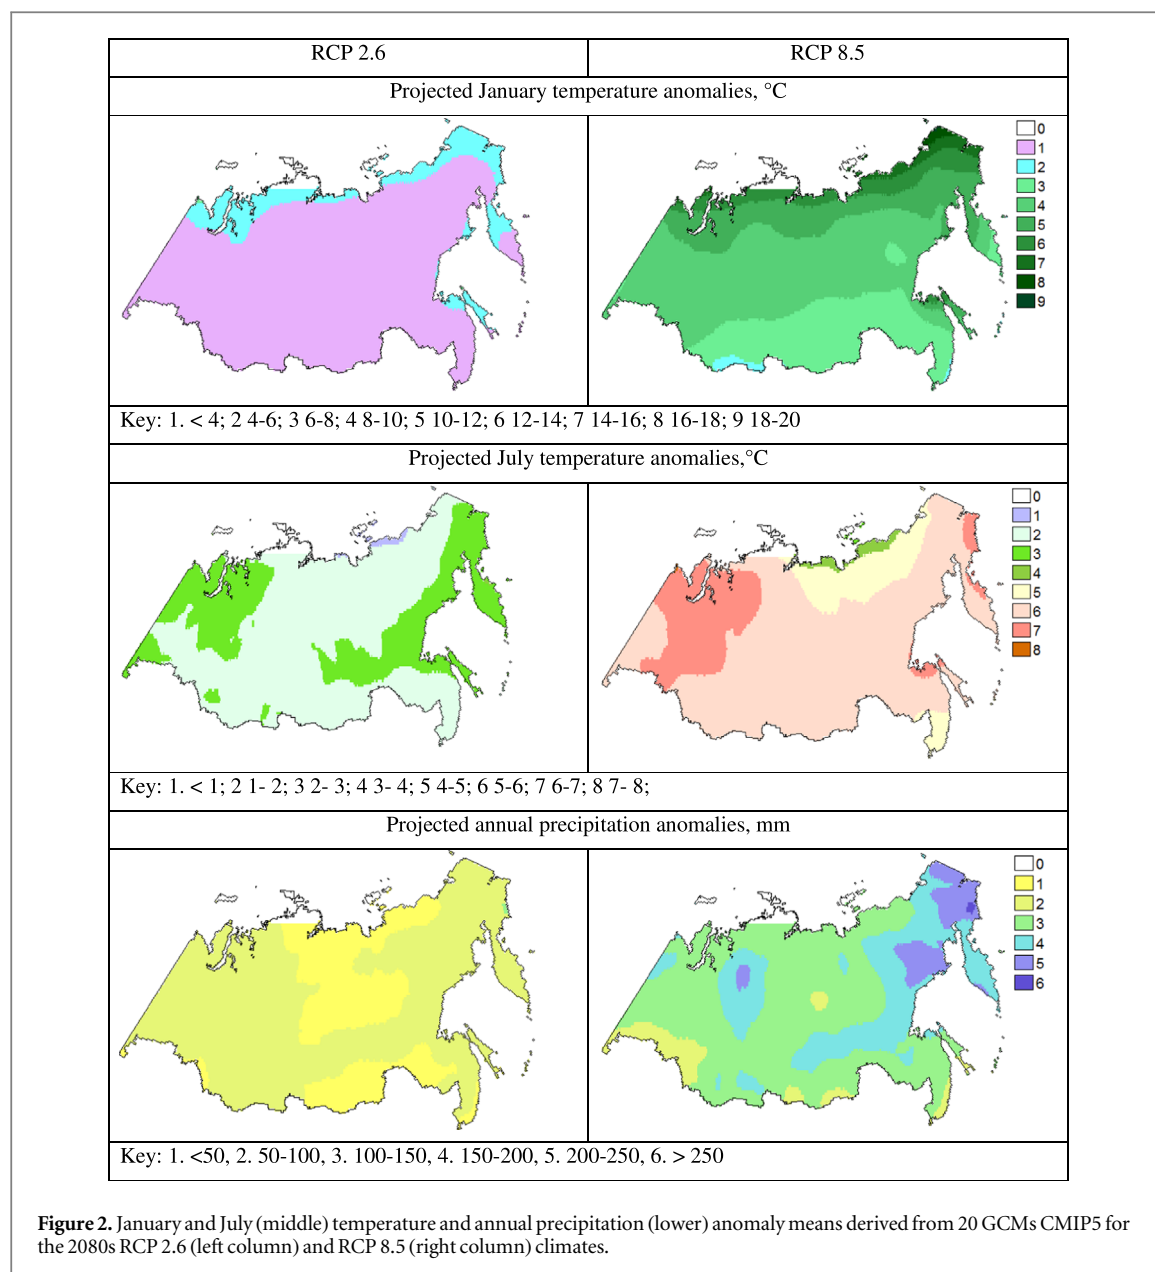 RCP 2.6
RCP 8.5
Projected January temperature anomalies, °C
0
1
2
3
4
5
6
7
8
9
Key: 1. < 4; 2 4-6; 3 6-8; 4 8-10; 5 10-12; 6 12-14; 7 14-16; 8 16-18; 9 18-20
Projected July temperature anomalies,°C
0
1
2
3
4
5
6
7
8
Key: 1. < 1; 2 1- 2; 3 2- 3; 4 3- 4; 5 4-5; 6 5-6; 7 6-7; 8 7- 8;
Projected annual precipitation anomalies, mm
0
1
2
3
4
5
6
Key: 1. <50, 2. 50-100, 3. 100-150, 4. 150-200, 5. 200-250, 6. > 250
Figure 2. January and July (middle) temperature and annual precipitation (lower) anomaly means derived from 20 GCMs CMIP5 for
the 2080s RCP 2.6 (left column) and RCP 8.5 (right column) climates.